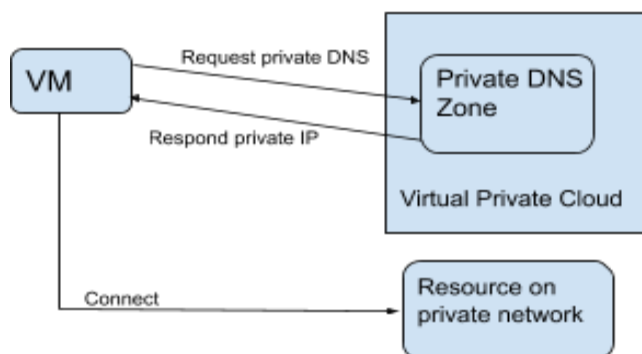 Request private DNS
VM
Private DNS
Zone
Respond private IP
Virtual Private Cloud
Connect
Resource on
private network